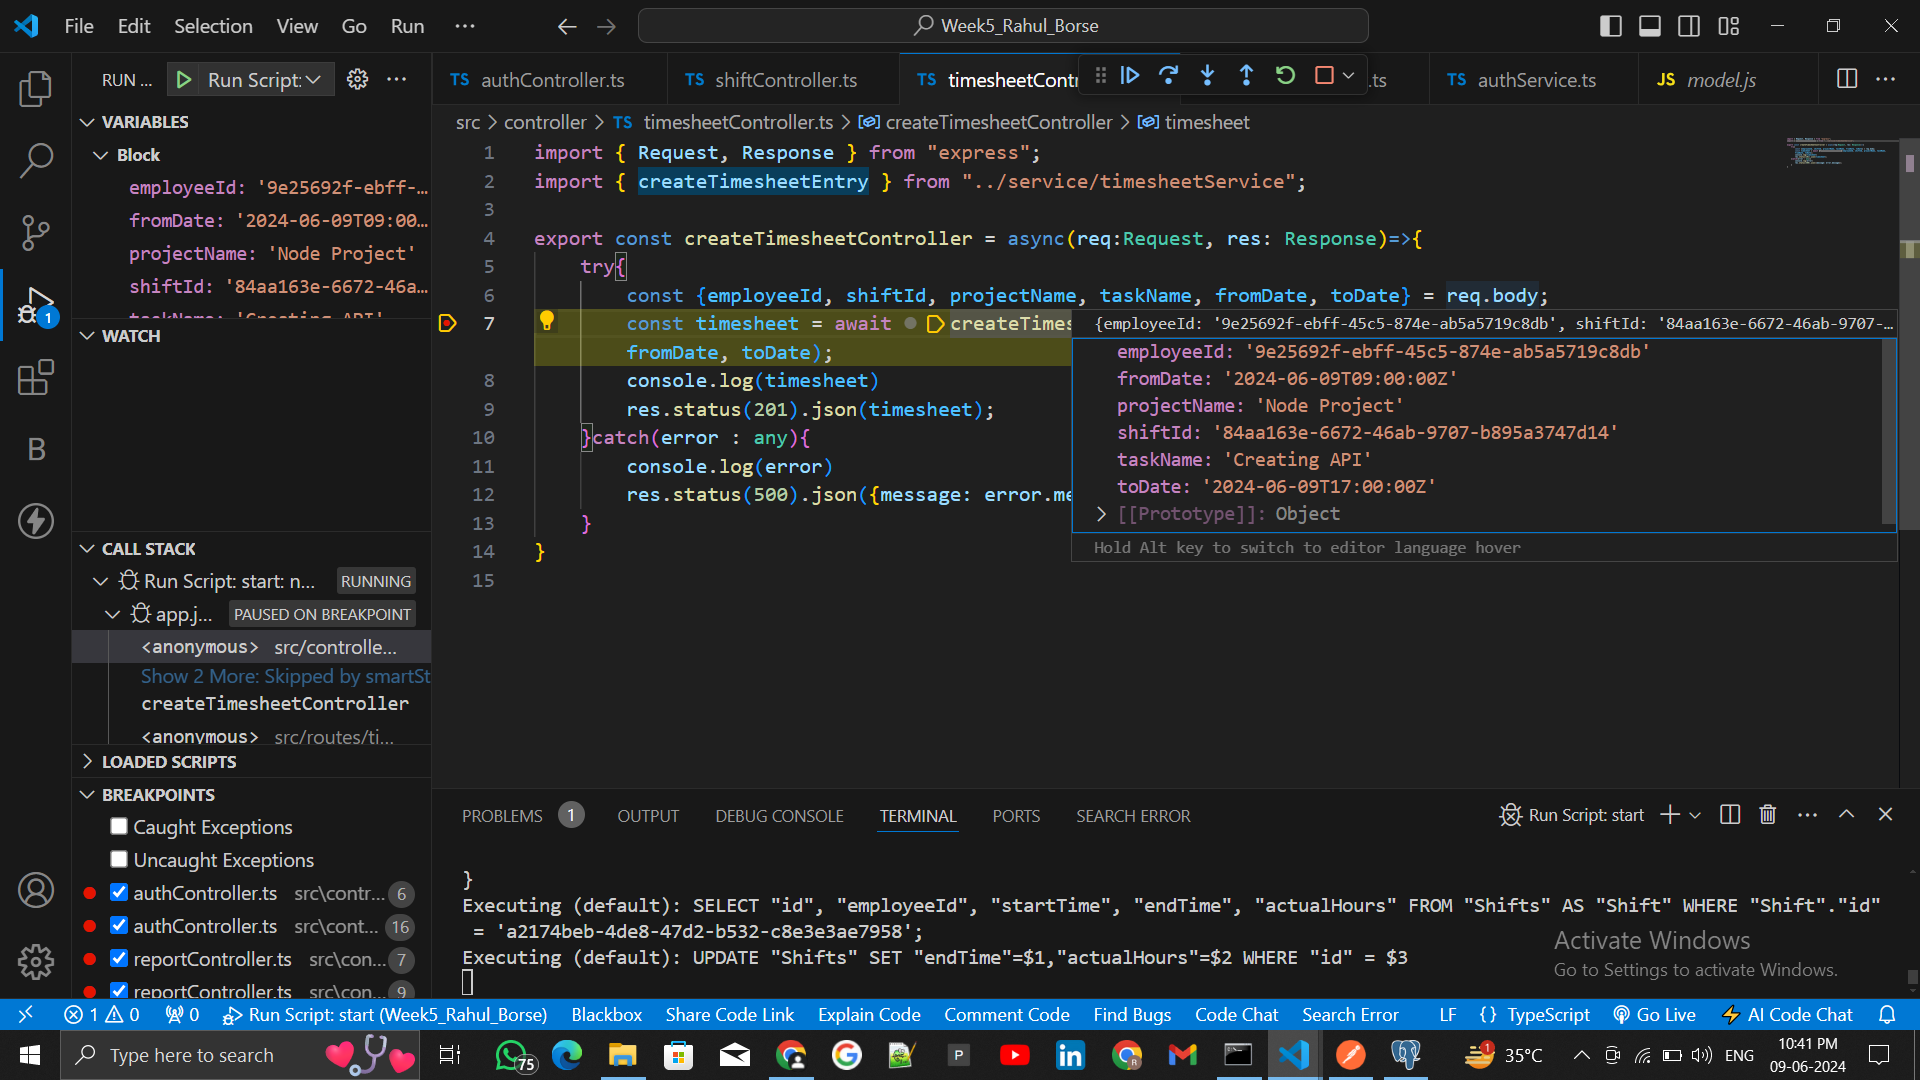 File Edit Selection View Go Run ··· Week5_Rahul_Borse
RUN ... Run Script: ···
TS authController.ts TS shiftController.ts TS timesheetContr .ts TS authService.ts JS model.js ···
VARIABLES
Block
employeeId: '9e25692f-ebff-...
fromDate: '2024-06-09T09:00...
projectName: 'Node Project'
shiftId: '84aa163e-6672-46a...
taskName: 'Creating API'
WATCH
CALL STACK
Run Script: start: n... RUNNING
app.j... PAUSED ON BREAKPOINT
<anonymous> src/controlle...
Show 2 More: Skipped by smartSt
createTimesheetController
<anonymous> src/routes/ti...
LOADED SCRIPTS
BREAKPOINTS
Caught Exceptions
Uncaught Exceptions
authController.ts src\contr... 6
authController.ts src\cont... 16
reportController.ts src\con... 7
reportController.ts src\con... 9
src > controller > TS timesheetController.ts > createTimesheetController > timesheet
1 import { Request, Response } from "express";
2 import { createTimesheetEntry } from "../service/timesheetService";
3
4 export const createTimesheetController = async(req:Request, res: Response)=>{
5 try{
6 const {employeeId, shiftId, projectName, taskName, fromDate, toDate} = req.body;
7 const timesheet = await createTimes
fromDate, toDate);
8 console.log(timesheet)
9 res.status(201).json(timesheet);
10 }catch(error : any){
11 console.log(error)
12 res.status(500).json({message: error.me
13 }
14 }
15
{employeeId: '9e25692f-ebff-45c5-874e-ab5a5719c8db', shiftId: '84aa163e-6672-46ab-9707-...
employeeId: '9e25692f-ebff-45c5-874e-ab5a5719c8db'
fromDate: '2024-06-09T09:00:00Z'
projectName: 'Node Project'
shiftId: '84aa163e-6672-46ab-9707-b895a3747d14'
taskName: 'Creating API'
toDate: '2024-06-09T17:00:00Z'
[[Prototype]]: Object
Hold Alt key to switch to editor language hover
PROBLEMS 1 OUTPUT DEBUG CONSOLE TERMINAL PORTS SEARCH ERROR Run Script: start ···
}
Executing (default): SELECT "id", "employeeId", "startTime", "endTime", "actualHours" FROM "Shifts" AS "Shift" WHERE "Shift"."id"
= 'a2174beb-4de8-47d2-b532-c8e3e3ae7958';
Executing (default): UPDATE "Shifts" SET "endTime"=$1,"actualHours"=$2 WHERE "id" = $3
Activate Windows
Go to Settings to activate Windows.
1 0 0 Run Script: start (Week5_Rahul_Borse) Blackbox Share Code Link Explain Code Comment Code Find Bugs Code Chat Search Error LF {} TypeScript Go Live AI Code Chat
Type here to search 75 35°C ENG 10:41 PM
09-06-2024